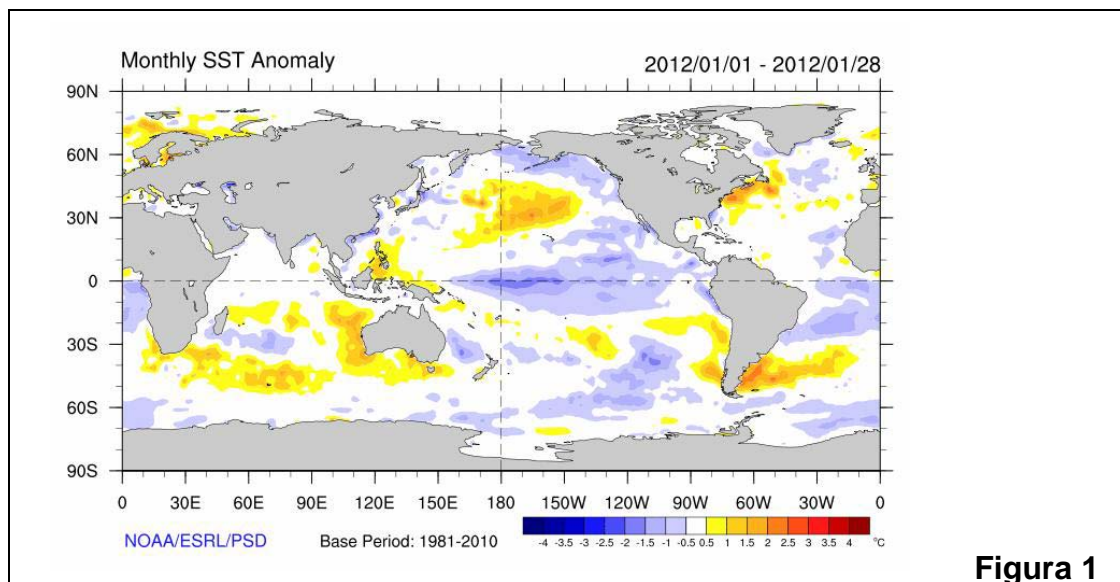 Monthly SST Anomaly 2012/01/01 - 2012/01/28
90N
60N
30N
0
30S
60S
90S
0 30E 60E 90E 120E 150E 180 150W 120W 90W 60W 30W 0
NOAA/ESRL/PSD Base Period: 1981-2010
-4 -3.5 -3 -2.5 -2 -1.5 -1 -0.5 0.5 1 1.5 2 2.5 3 3.5 4 °C
Figura 1